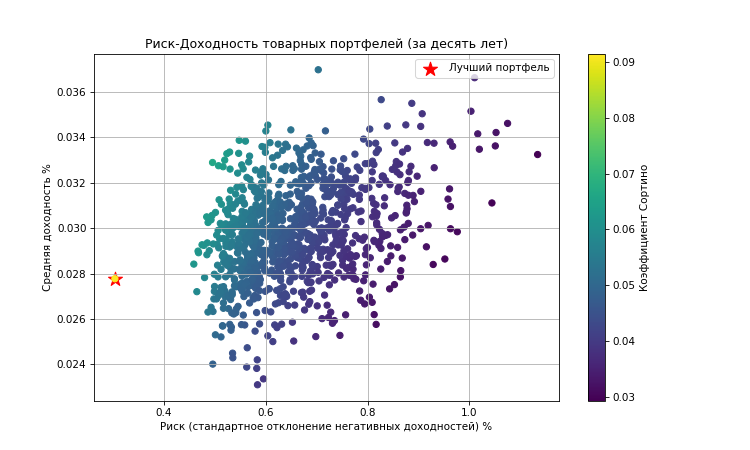 Риск-Доходность товарных портфелей (за десять лет)
Лучший портфель
Средняя доходность %
0.036
0.034
0.032
0.030
0.028
0.026
0.024
0.4 0.6 0.8 1.0
Риск (стандартное отклонение негативных доходностей) %
0.09
0.08
0.07
0.06
0.05
0.04
0.03
Коэффициент Сортино